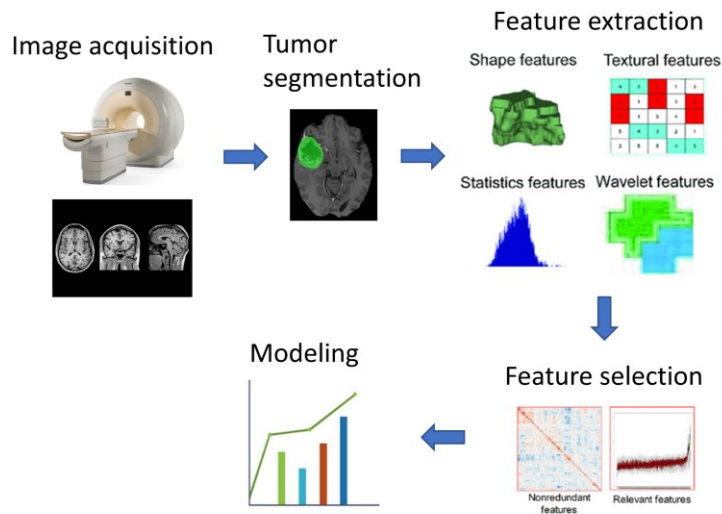 Image acquisition
Tumor
segmentation
Feature extraction
Shape features
Textural features
Statistics features
Wavelet features
Modeling
Feature selection
Nonredundant
features
Relevant features